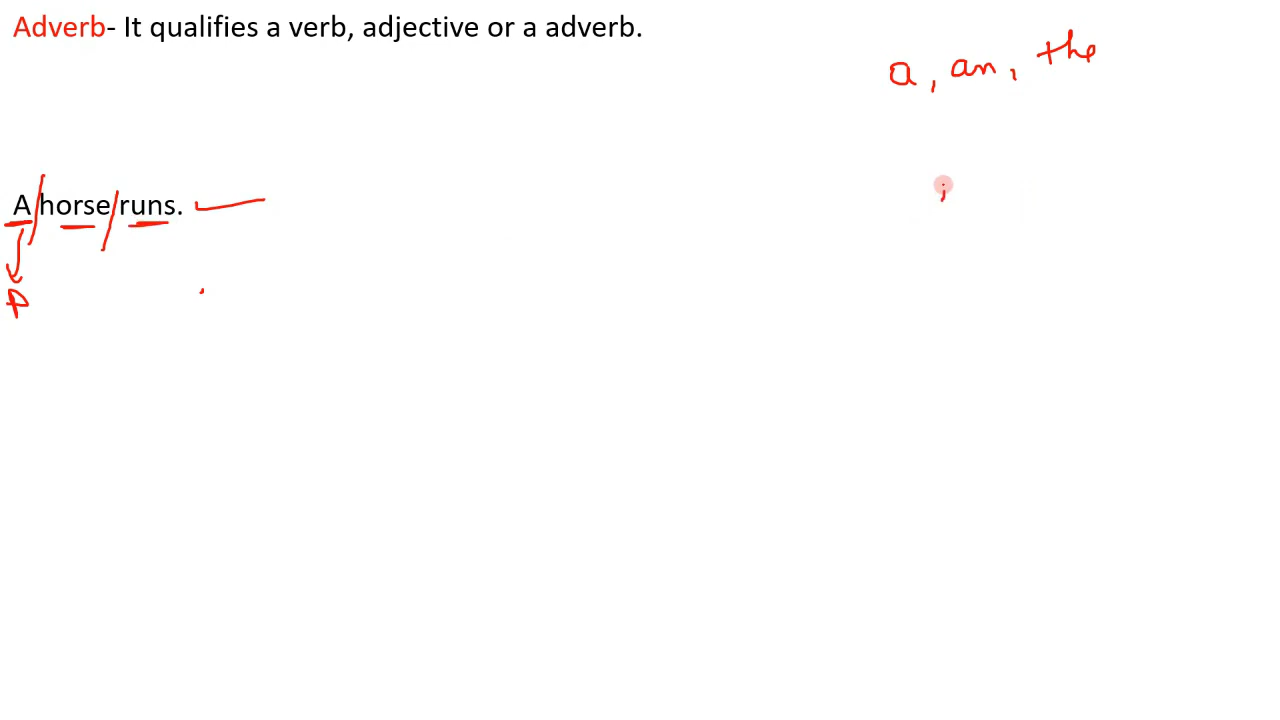 Adverb- It qualifies a verb, adjective or a adverb.
a, an, the
A/horse/runs.